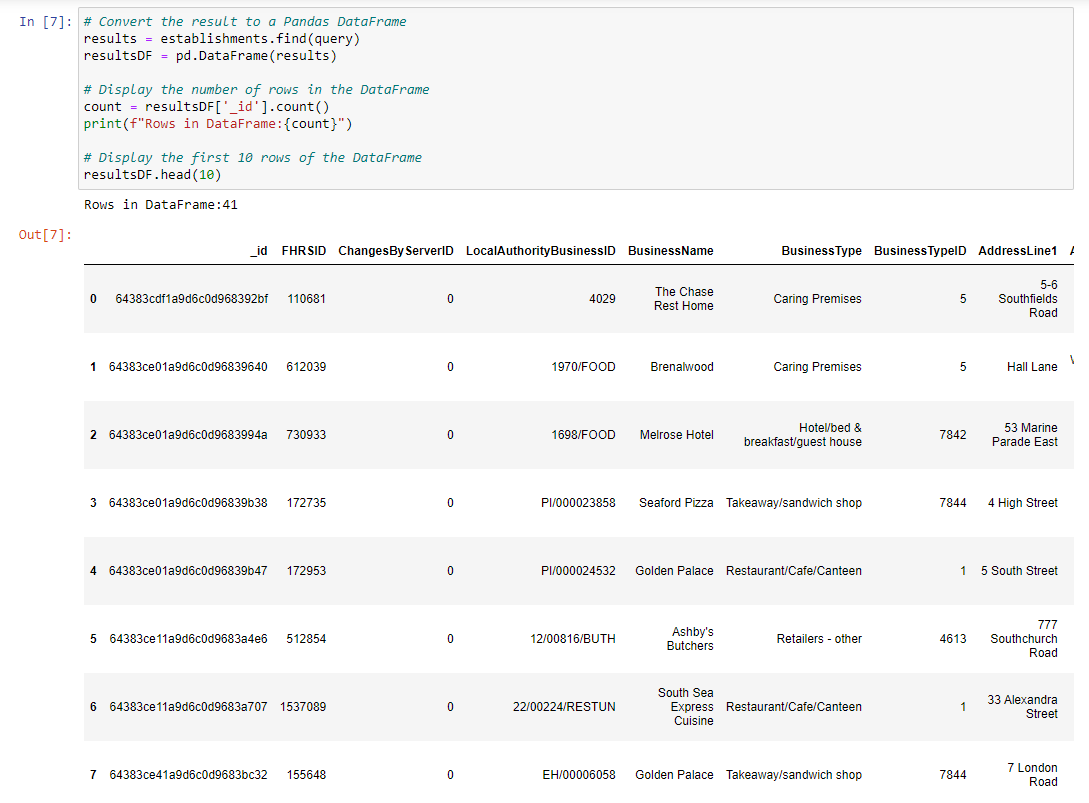 In [7]:
# Convert the result to a Pandas DataFrame
results = establishments.find(query)
resultsDF = pd.DataFrame(results)
# Display the number of rows in the DataFrame
count = resultsDF['_id'].count()
print(f"Rows in DataFrame:{count}")
# Display the first 10 rows of the DataFrame
resultsDF.head(10)
Rows in DataFrame:41
Out[7]:
_id FHRSID ChangesByServerID LocalAuthorityBusinessID BusinessName BusinessType BusinessTypeID AddressLine1
0 64383cdf1a9d6c0d968392bf 110681 0 4029 The Chase Rest Home Caring Premises 5 5-6 Southfields Road
1 64383ce01a9d6c0d96839640 612039 0 1970/FOOD Brenalwood Caring Premises 5 Hall Lane
2 64383ce01a9d6c0d9683994a 730933 0 1698/FOOD Melrose Hotel Hotel/bed & breakfast/guest house 7842 53 Marine Parade East
3 64383ce01a9d6c0d96839b38 172735 0 PI/000023858 Seaford Pizza Takeaway/sandwich shop 7844 4 High Street
4 64383ce01a9d6c0d96839b47 172953 0 PI/000024532 Golden Palace Restaurant/Cafe/Canteen 1 5 South Street
5 64383ce11a9d6c0d9683a4e6 512854 0 12/00816/BUTH Ashby's Butchers Retailers - other 4613 777 Southchurch Road
6 64383ce11a9d6c0d9683a707 1537089 0 22/00224/RESTUN South Sea Express Cuisine Restaurant/Cafe/Canteen 1 33 Alexandra Street
7 64383ce41a9d6c0d9683bc32 155648 0 EH/00006058 Golden Palace Takeaway/sandwich shop 7844 7 London Road